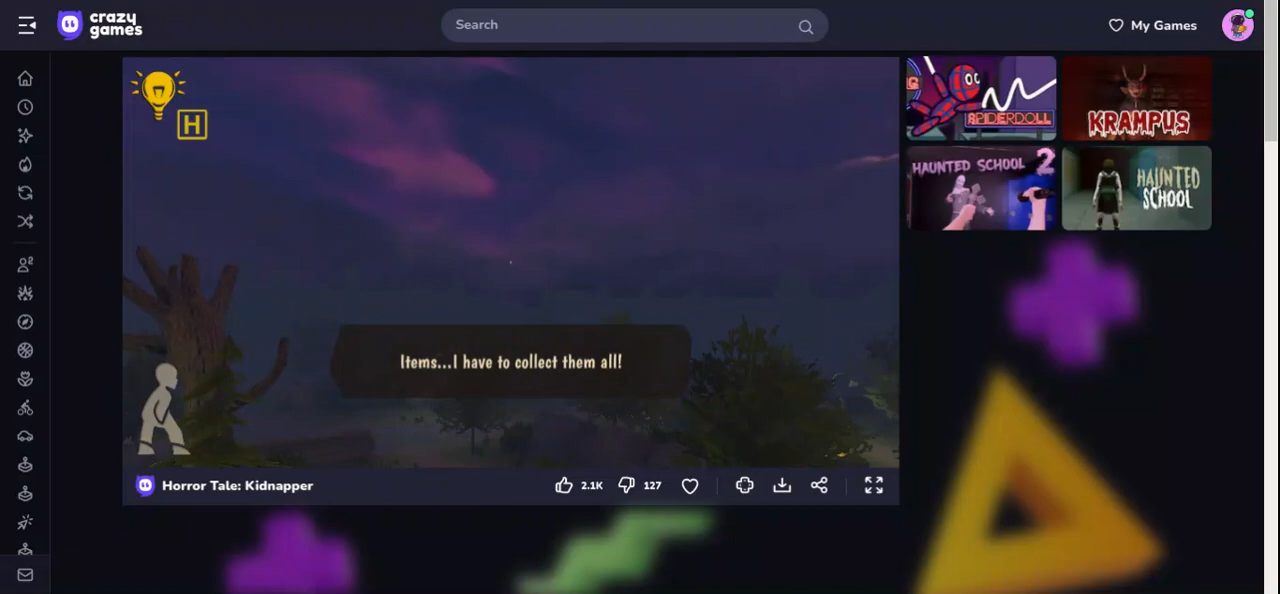 crazy games
Search
My Games
H
SPIDERDOLL
KRAMPUS
HAUNTED SCHOOL 2
HAUNTED
SCHOOL
Items...I have to collect them all!
Horror Tale: Kidnapper
2.1K
127